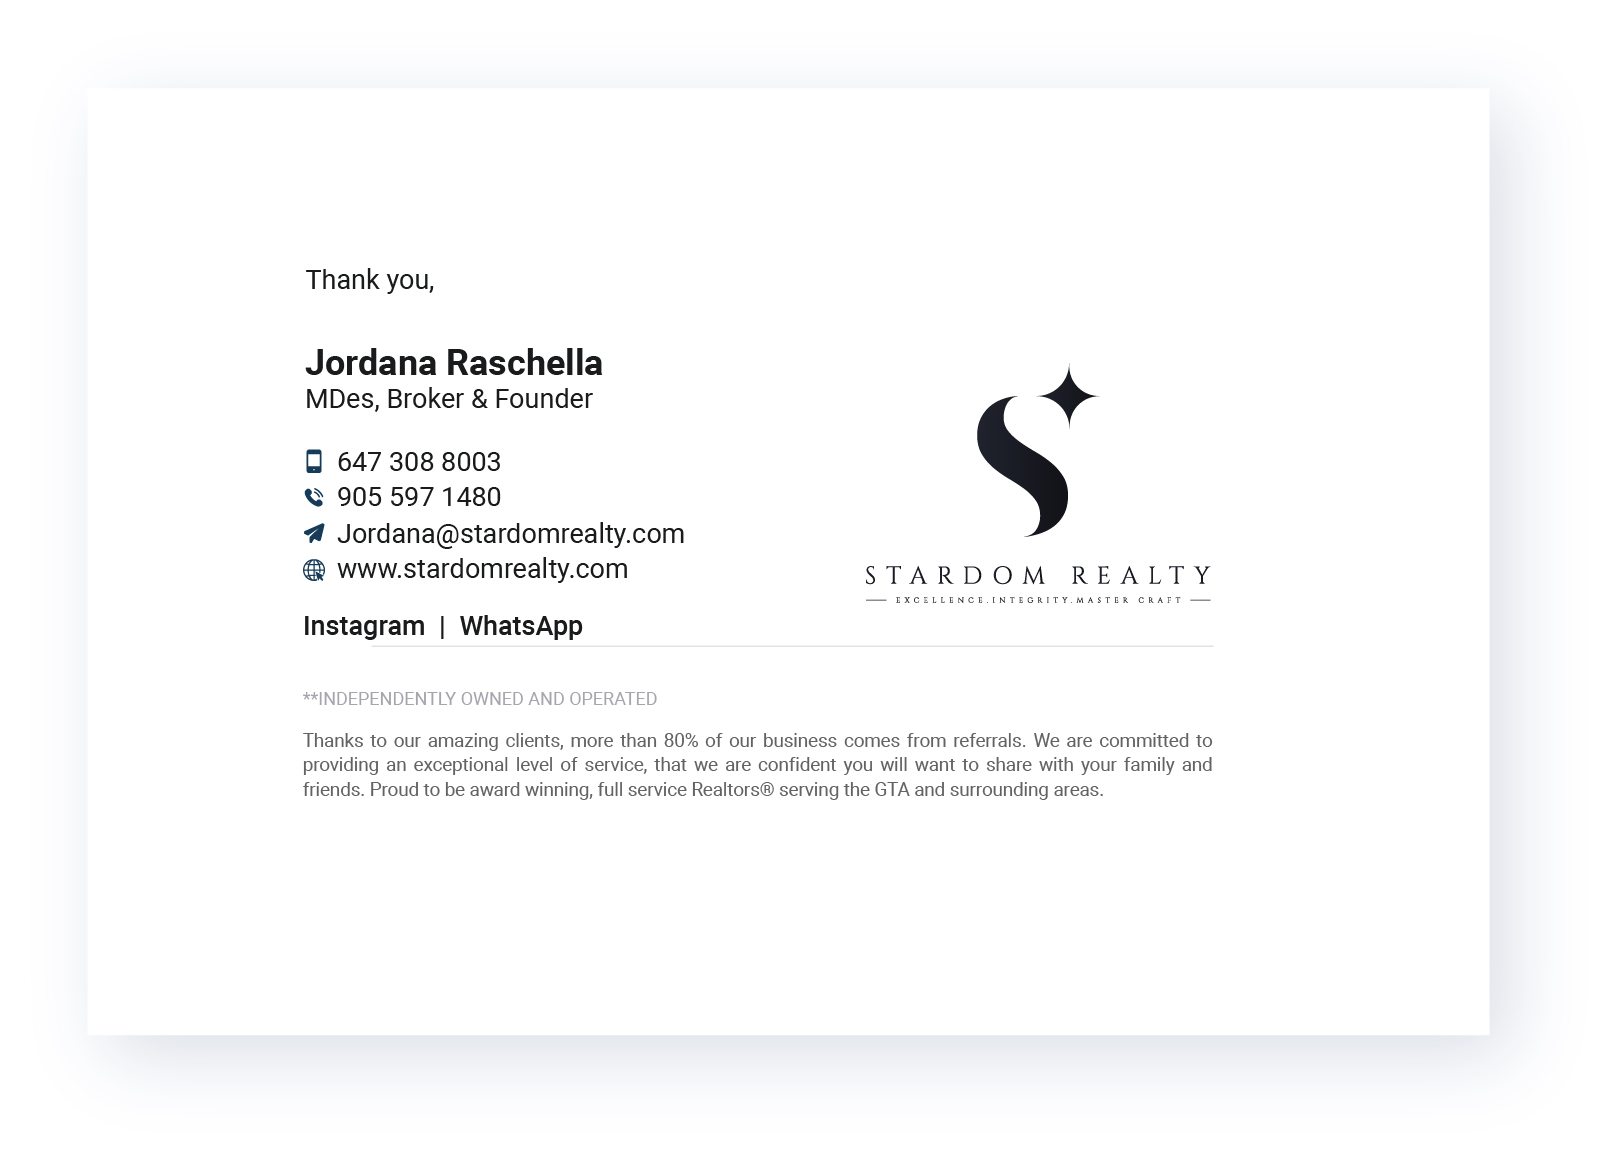 Thank you,
Jordana Raschella
MDes, Broker & Founder
647 308 8003
905 597 1480
Jordana@stardomrealty.com
www.stardomrealty.com
Instagram | WhatsApp
STARDOM REALTY
EXCELLENCE.INTEGRITY.MASTER CRAFT
**INDEPENDENTLY OWNED AND OPERATED
Thanks to our amazing clients, more than 80% of our business comes from referrals. We are committed to
providing an exceptional level of service, that we are confident you will want to share with your family and
friends. Proud to be award winning, full service Realtors® serving the GTA and surrounding areas.